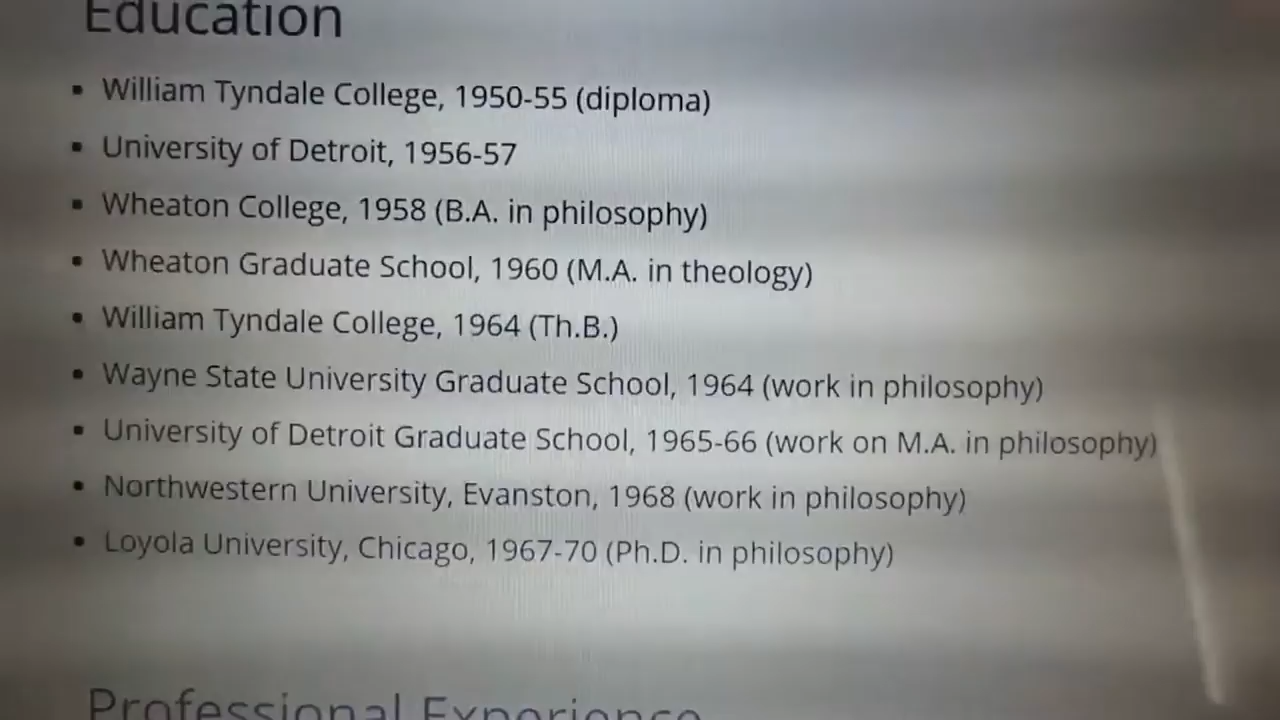 Education
▪ William Tyndale College, 1950-55 (diploma)
▪ University of Detroit, 1956-57
▪ Wheaton College, 1958 (B.A. in philosophy)
▪ Wheaton Graduate School, 1960 (M.A. in theology)
▪ William Tyndale College, 1964 (Th.B.)
▪ Wayne State University Graduate School, 1964 (work in philosophy)
▪ University of Detroit Graduate School, 1965-66 (work on M.A. in philosophy)
▪ Northwestern University, Evanston, 1968 (work in philosophy)
▪ Loyola University, Chicago, 1967-70 (Ph.D. in philosophy)
Professional Experience